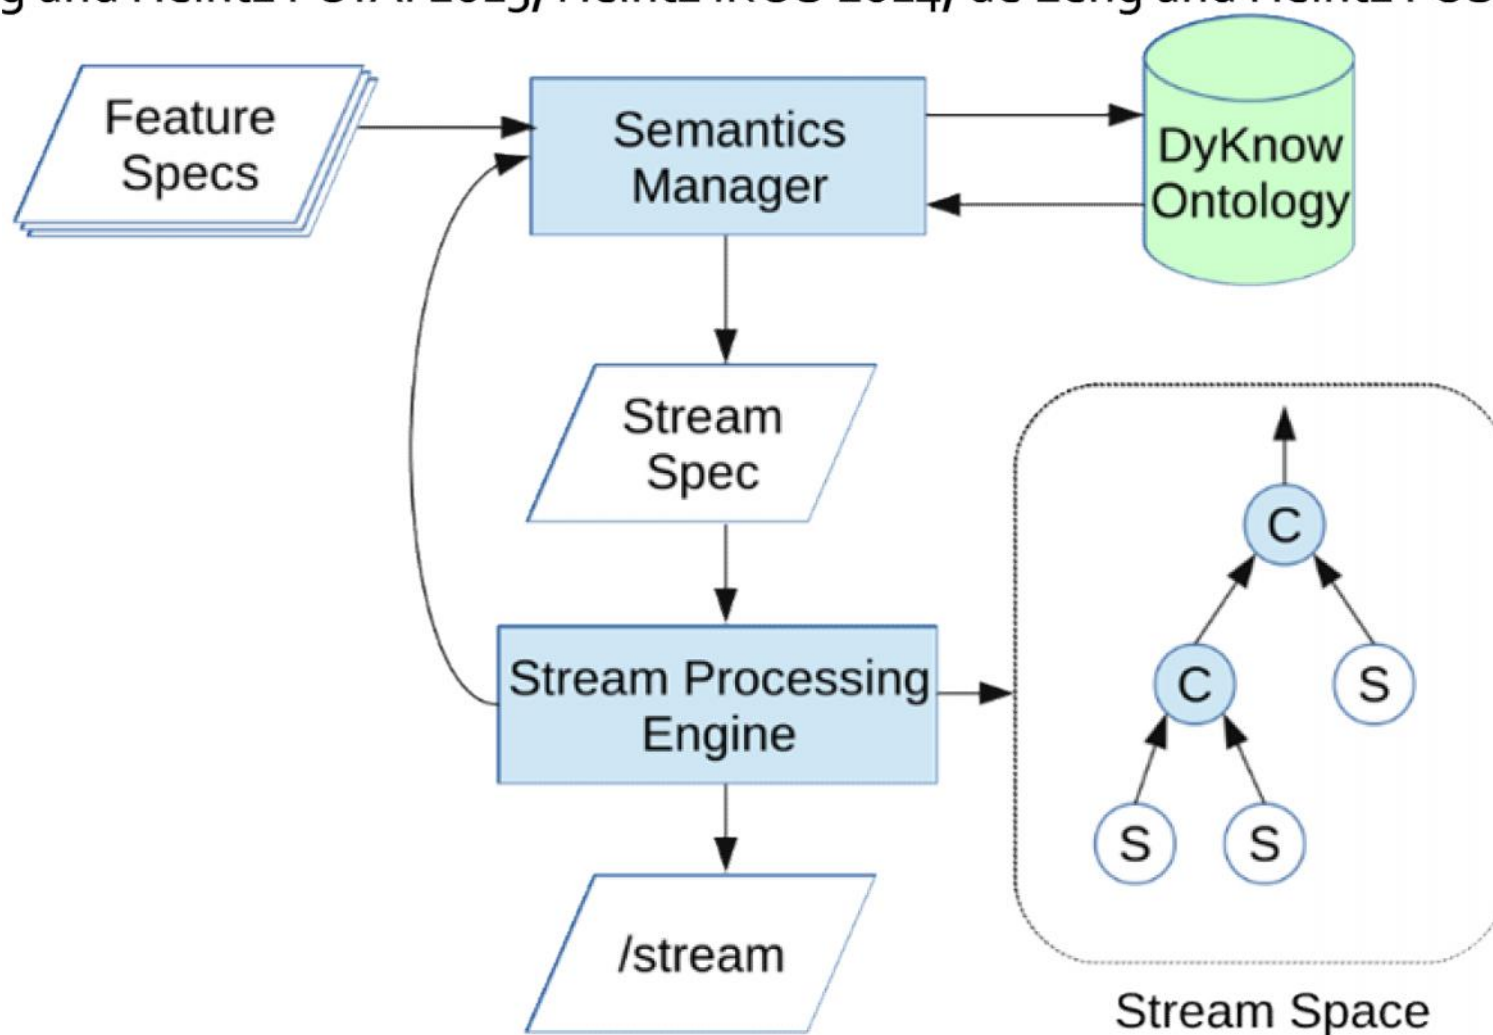 Feature
Specs
Semantics
Manager
DyKnow
Ontology
Stream
Spec
Stream Processing
Engine
/stream
C
C
S
S
S
Stream Space